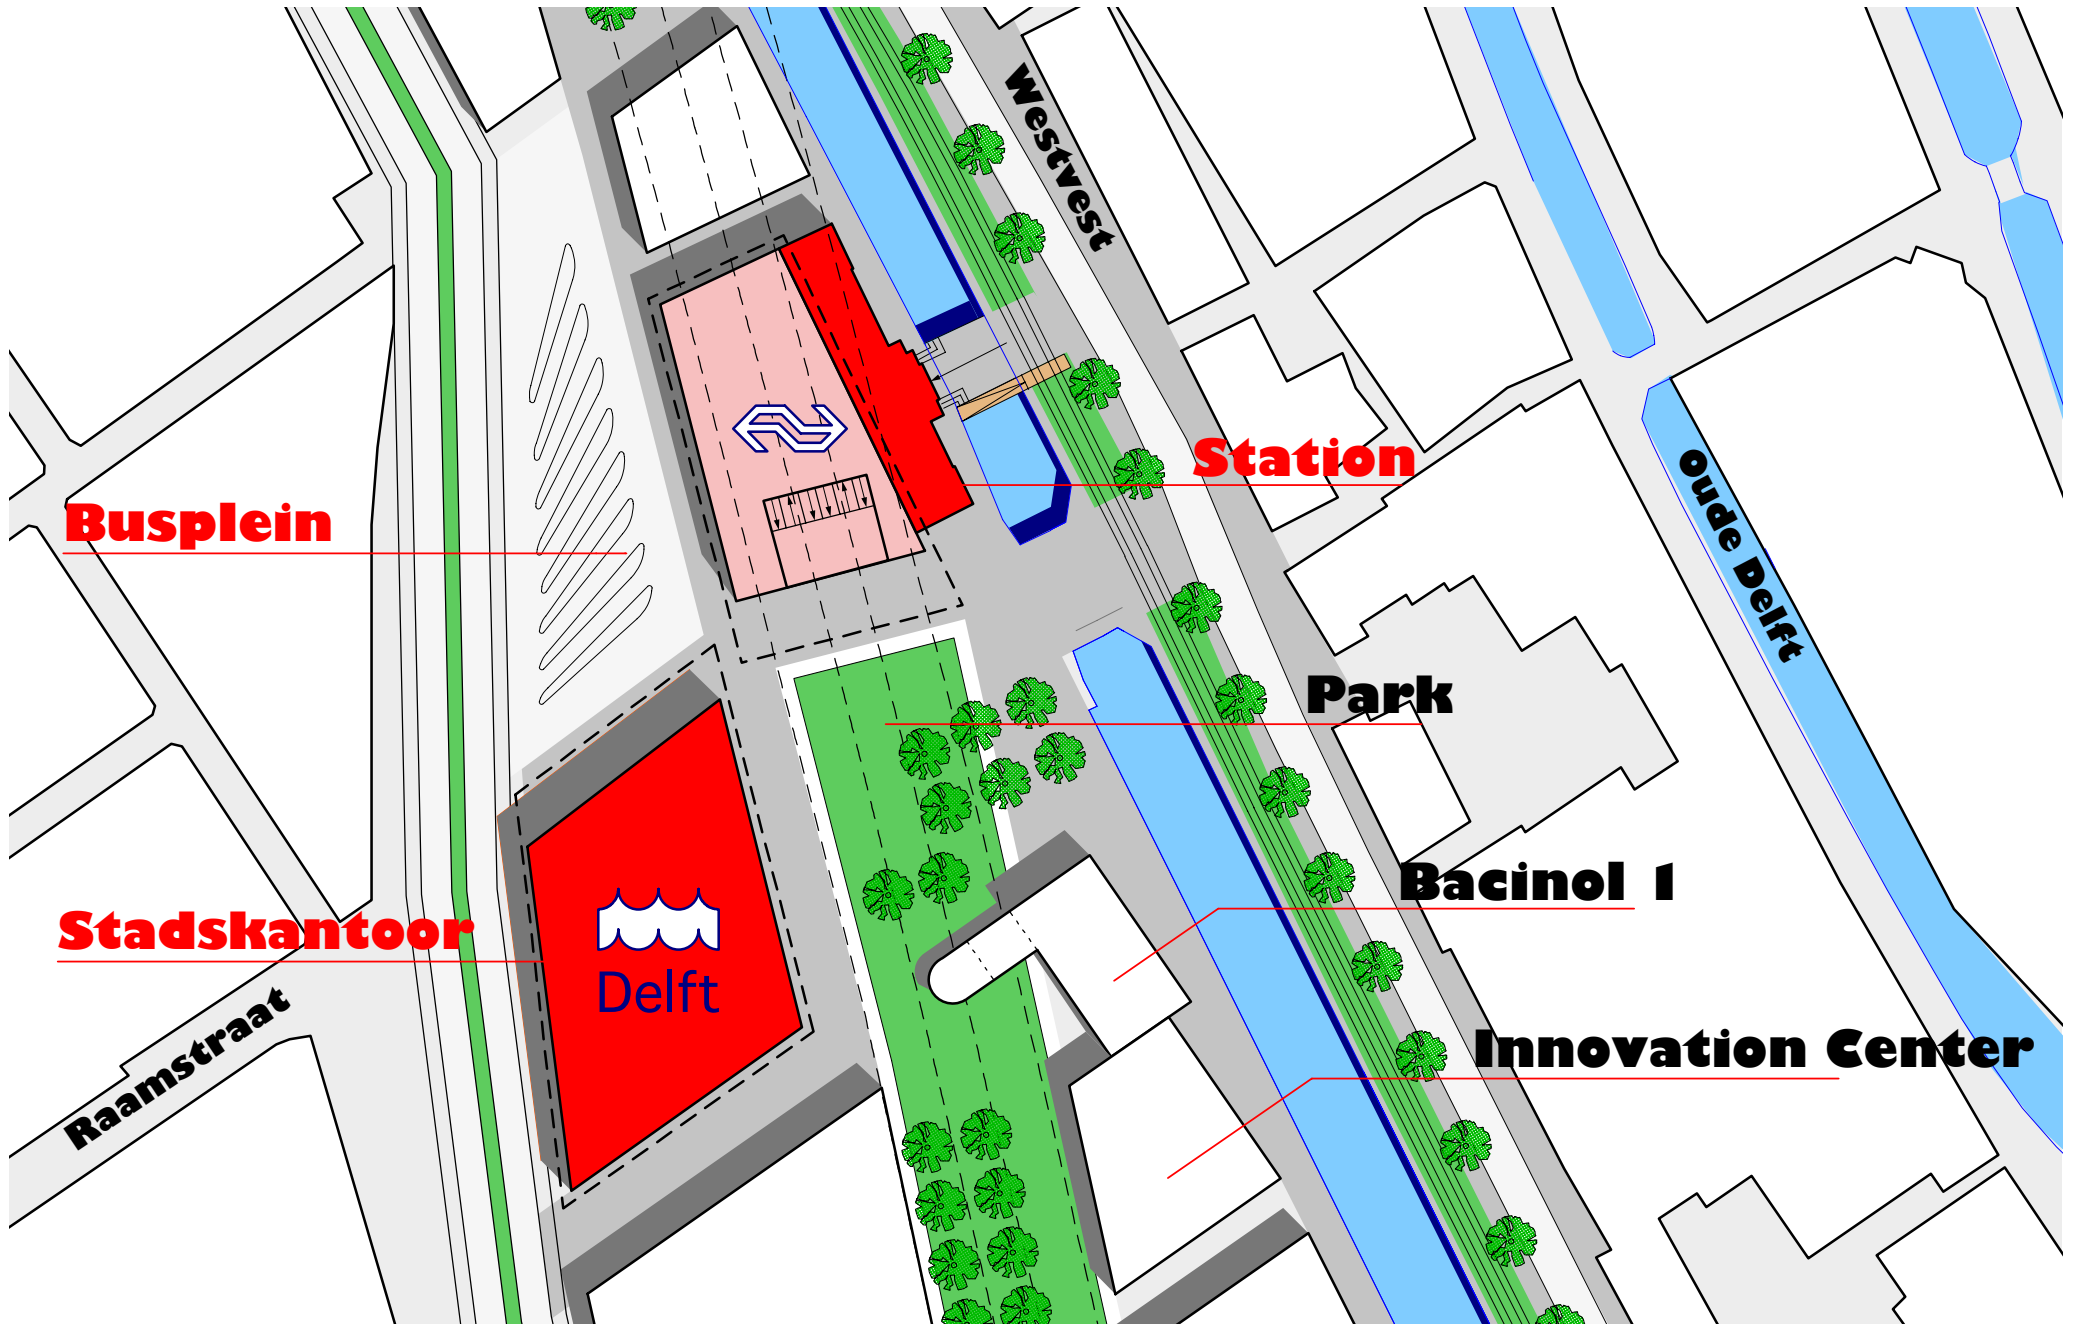 Westvest
Station
Busplein
Oude Delft
Park
Bacinol 1
Stadskantoor
Delft
Raamstraat
Innovation Center